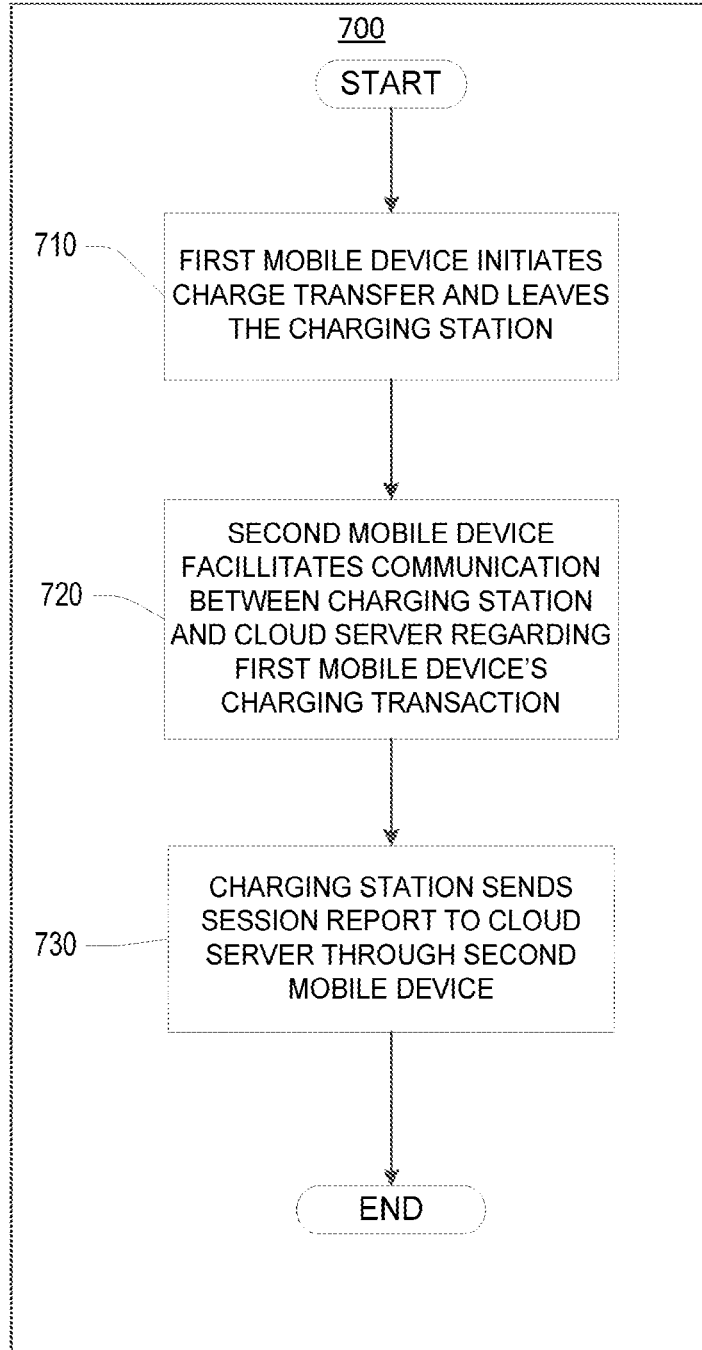 700
START
710
FIRST MOBILE DEVICE INITIATES
CHARGE TRANSFER AND LEAVES
THE CHARGING STATION
720
SECOND MOBILE DEVICE
FACILLITATES COMMUNICATION
BETWEEN CHARGING STATION
AND CLOUD SERVER REGARDING
FIRST MOBILE DEVICE'S
CHARGING TRANSACTION
730
CHARGING STATION SENDS
SESSION REPORT TO CLOUD
SERVER THROUGH SECOND
MOBILE DEVICE
END